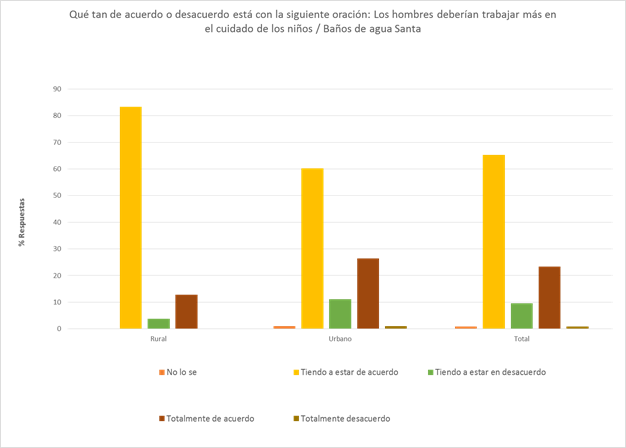 Qué tan de acuerdo o desacuerdo está con la siguiente oración: Los hombres deberían trabajar más en
el cuidado de los niños / Baños de agua Santa
90
80
70
60
50
40
30
20
10
0
% Respuestas
Rural
Urbano
Total
No lo se
Tiendo a estar de acuerdo
Tiendo a estar en desacuerdo
Totalmente de acuerdo
Totalmente desacuerdo